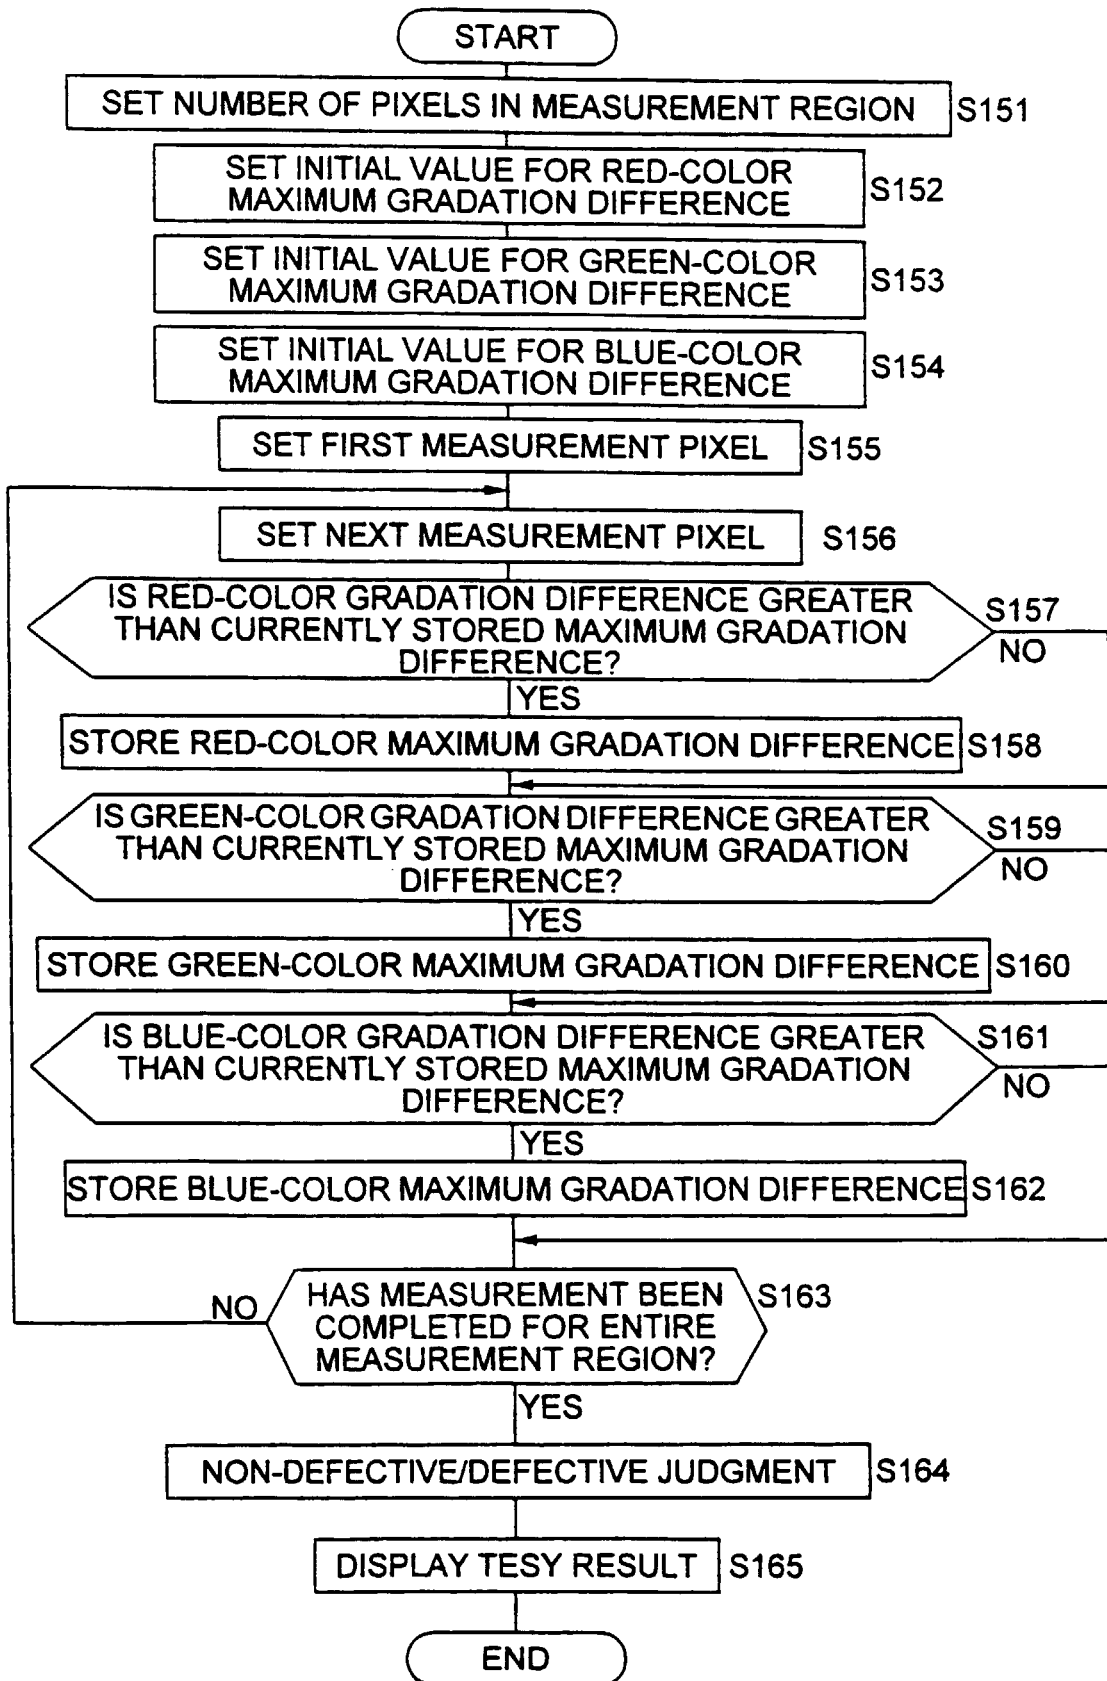 START
SET NUMBER OF PIXELS IN MEASUREMENT REGION S151
SET INITIAL VALUE FOR RED-COLOR
MAXIMUM GRADATION DIFFERENCE
S152
SET INITIAL VALUE FOR GREEN-COLOR
MAXIMUM GRADATION DIFFERENCE
S153
SET INITIAL VALUE FOR BLUE-COLOR
MAXIMUM GRADATION DIFFERENCE
S154
SET FIRST MEASUREMENT PIXEL S155
SET NEXT MEASUREMENT PIXEL S156
IS RED-COLOR GRADATION DIFFERENCE GREATER
THAN CURRENTLY STORED MAXIMUM GRADATION
DIFFERENCE?
S157
NO
YES
STORE RED-COLOR MAXIMUM GRADATION DIFFERENCE S158
IS GREEN-COLOR GRADATION DIFFERENCE GREATER
THAN CURRENTLY STORED MAXIMUM GRADATION
DIFFERENCE?
S159
NO
YES
STORE GREEN-COLOR MAXIMUM GRADATION DIFFERENCE S160
IS BLUE-COLOR GRADATION DIFFERENCE GREATER
THAN CURRENTLY STORED MAXIMUM GRADATION
DIFFERENCE?
S161
NO
YES
STORE BLUE-COLOR MAXIMUM GRADATION DIFFERENCE S162
HAS MEASUREMENT BEEN
COMPLETED FOR ENTIRE
MEASUREMENT REGION?
S163
NO
YES
NON-DEFECTIVE/DEFECTIVE JUDGMENT S164
DISPLAY TESY RESULT S165
END